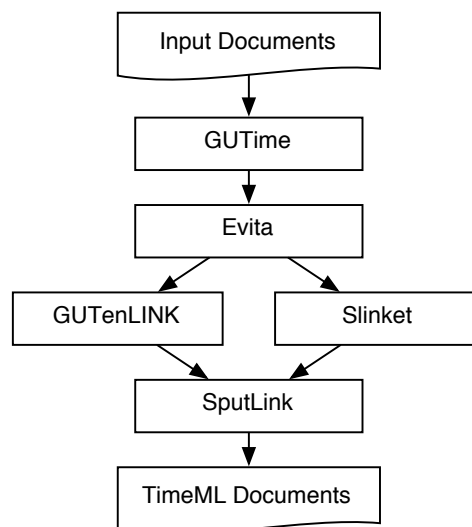 Input Documents
GUTime
Evita
GUTenLINK
Slinket
SputLink
TimeML Documents